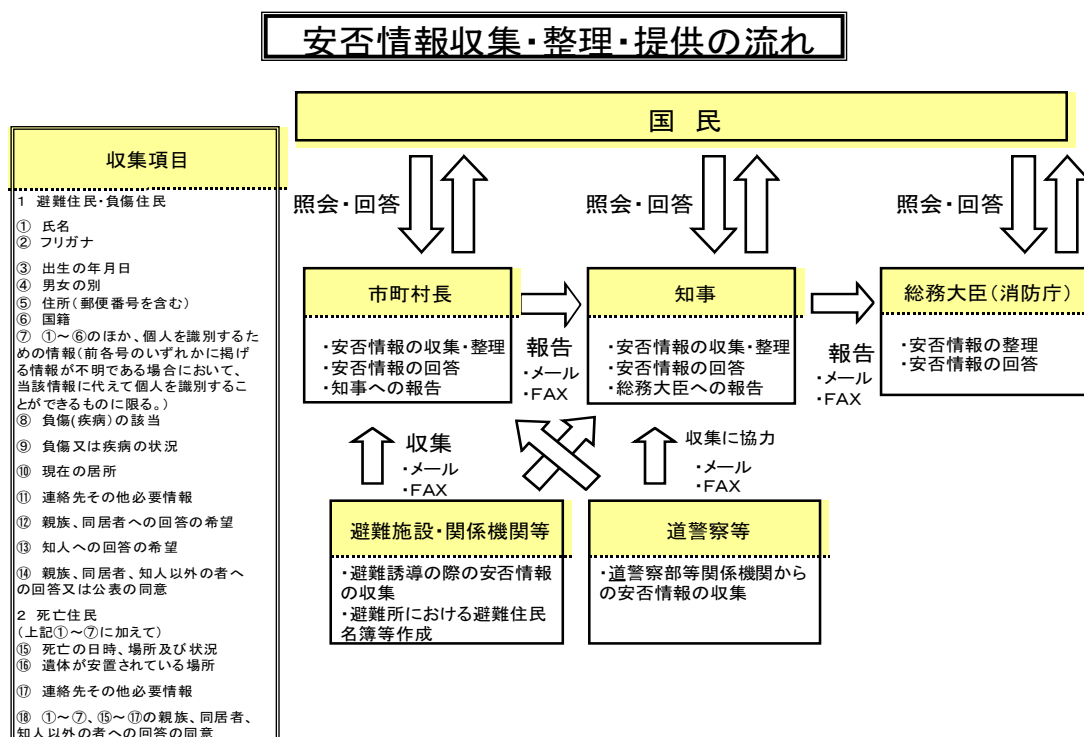 安否情報収集・整理・提供の流れ
国 民
収集項目
1 避難住民・負傷住民
① 氏名
② フリガナ
③ 出生の年月日
④ 男女の別
⑤ 住所(郵便番号を含む)
⑥ 国籍
⑦ ①～⑥のほか、個人を識別するた
めの情報(前各号のいずれかに掲げ
る情報が不明である場合において、
当該情報に代えて個人を識別するこ
とができるものに限る。)
⑧ 負傷(疾病)の該当
⑨ 負傷又は疾病の状況
⑩ 現在の居所
⑪ 連絡先その他必要情報
⑫ 親族、同居者への回答の希望
⑬ 知人への回答の希望
⑭ 親族、同居者、知人以外の者へ
の回答又は公表の同意
2 死亡住民
(上記①～⑦に加えて)
⑮ 死亡の日時、場所及び状況
⑯ 遺体が安置されている場所
⑰ 連絡先その他必要情報
⑱ ①～⑦、⑮～⑰の親族、同居者、
知人以外の者への回答の同意
照会・回答
照会・回答
照会・回答
市町村長
・安否情報の収集・整理
・安否情報の回答
・知事への報告
報告
・メール
・FAX
知事
・安否情報の収集・整理
・安否情報の回答
・総務大臣への報告
報告
・メール
・FAX
総務大臣(消防庁)
・安否情報の整理
・安否情報の回答
収集
・メール
・FAX
収集に協力
・メール
・FAX
避難施設・関係機関等
・避難誘導の際の安否情報
の収集
・避難所における避難住民
名簿等作成
道警察等
・道警察部等関係機関から
の安否情報の収集